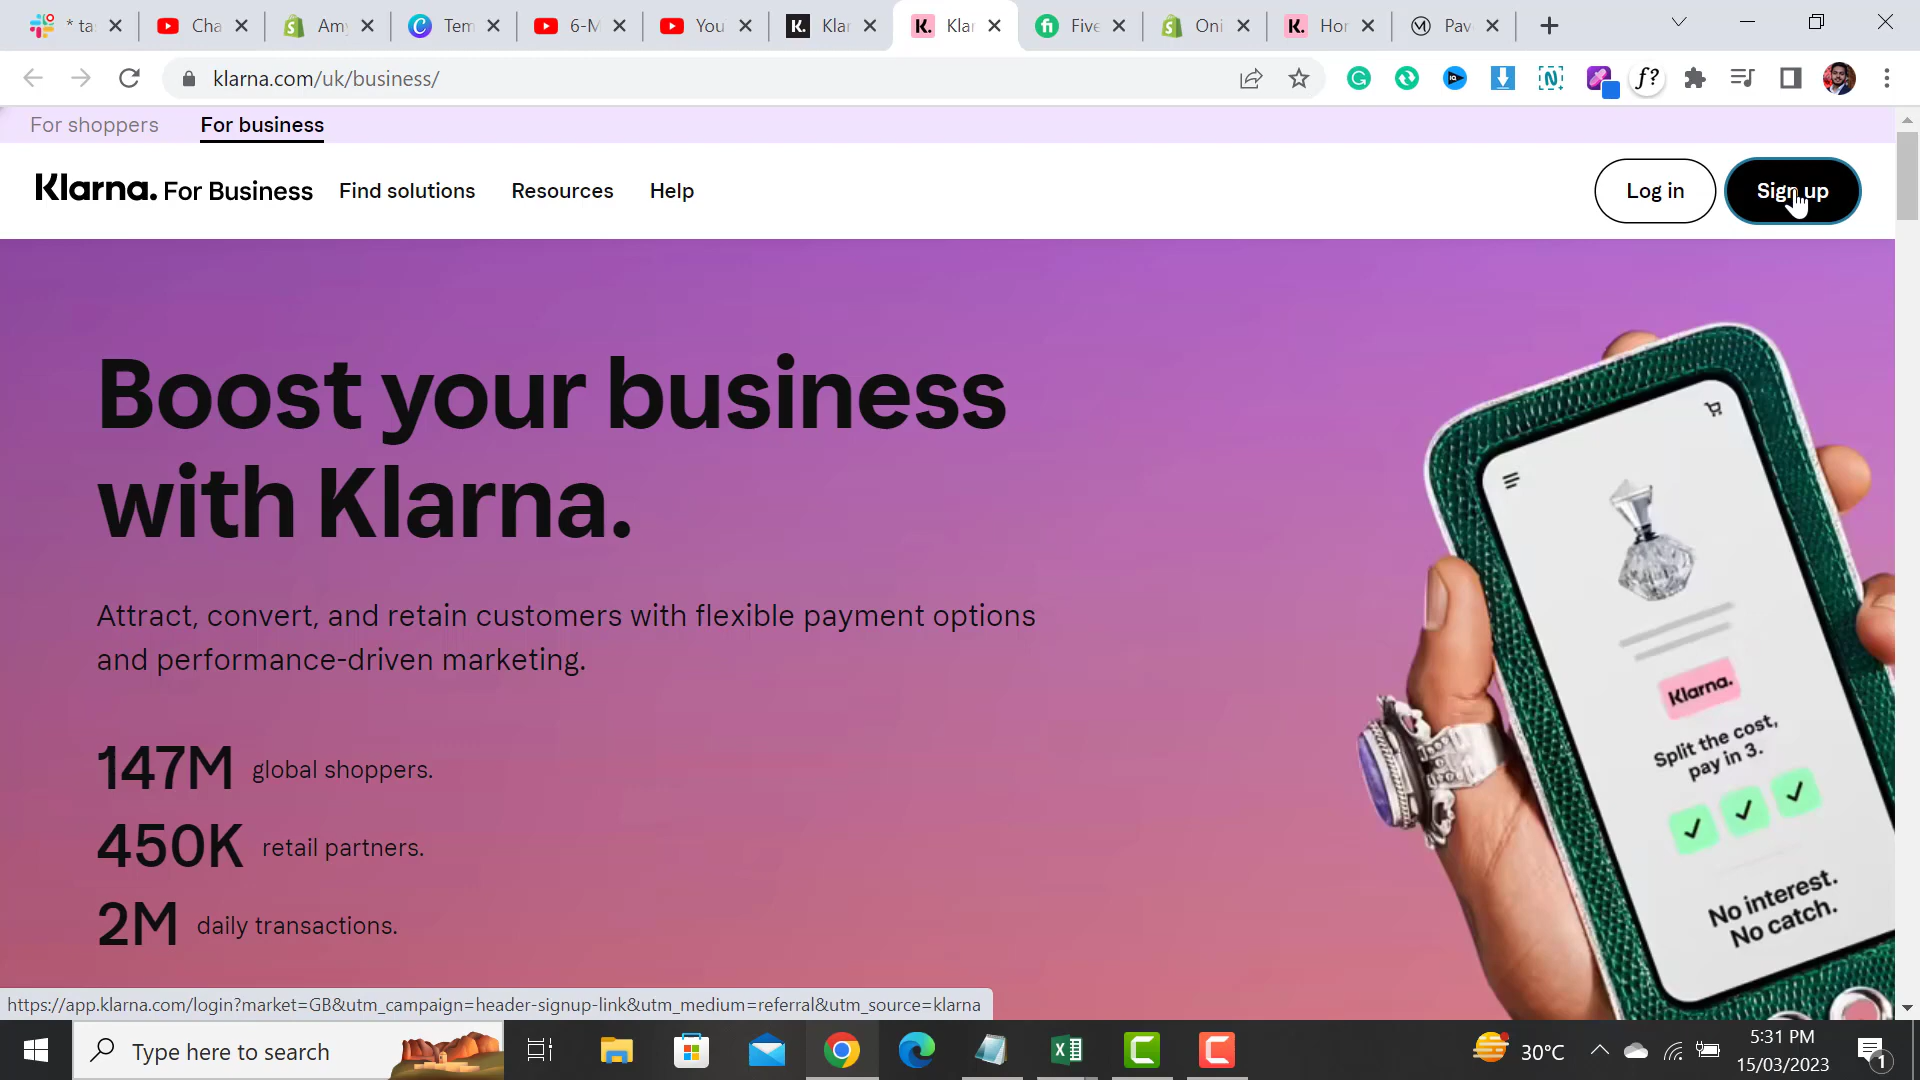 * ta
Cha
Amy
Tem
6-M
You
Klar
Klar
Five
Oni
Hor
Pav
klarna.com/uk/business/
For shoppers
For business
Klarna. For Business
Find solutions
Resources
Help
Log in
Sign up
Boost your business
with Klarna.
Attract, convert, and retain customers with flexible payment options
and performance-driven marketing.
147M global shoppers.
450K retail partners.
2M daily transactions.
Klarna.
Split the cost,
pay in 3.
No interest.
No catch.
https://app.klarna.com/login?market=GB&utm_campaign=header-signup-link&utm_medium=referral&utm_source=klarna
Type here to search
30°C
5:31 PM
15/03/2023
1